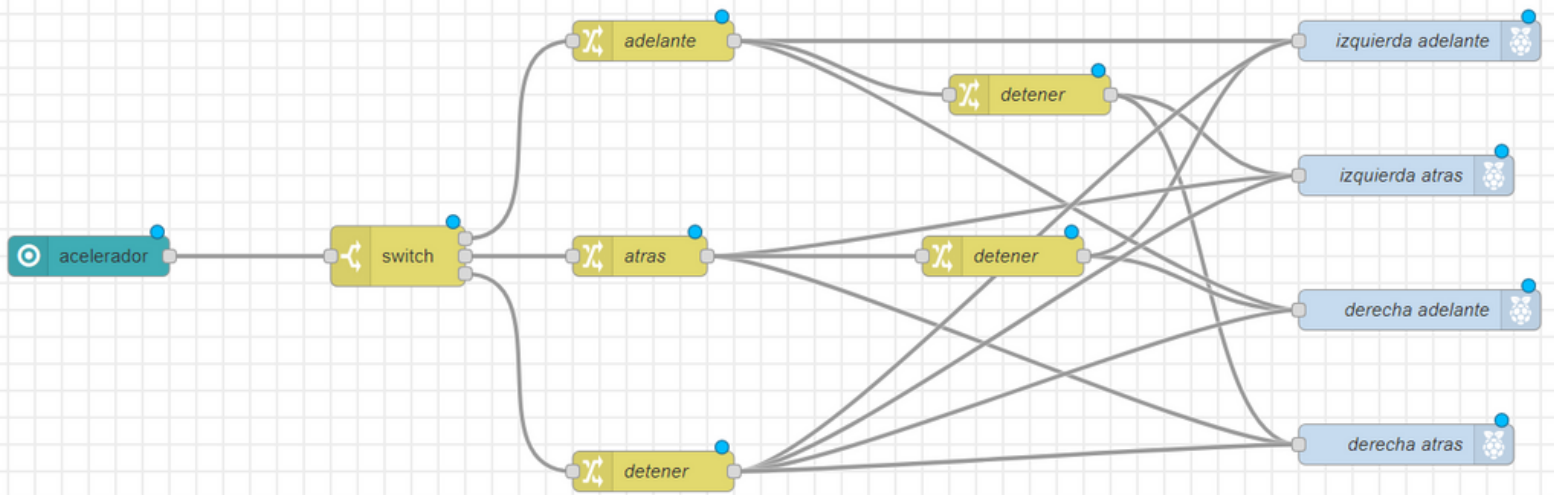 adelante
izquierda adelante
detener
izquierda atras
acelerador
switch
atras
detener
derecha adelante
derecha atras
detener